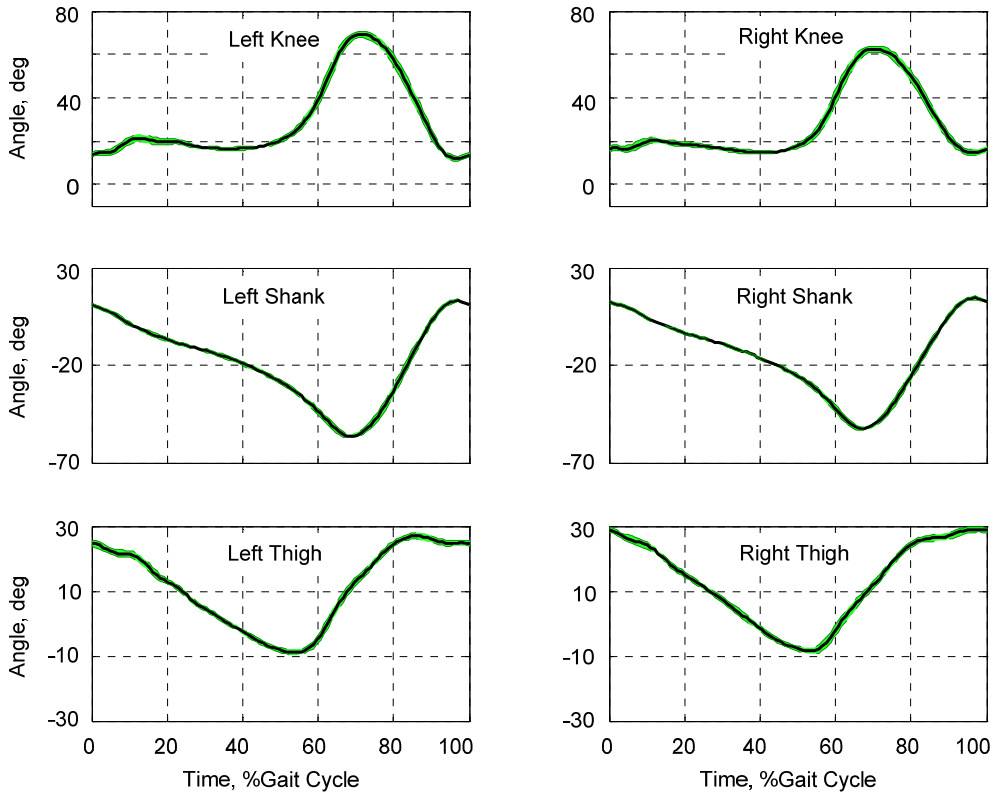 80
40
0
Angle, deg
Left Knee
80
40
0
Right Knee
30
-20
-70
Angle, deg
Left Shank
30
-20
-70
Right Shank
30
10
-10
-30
Angle, deg
Left Thigh
0 20 40 60 80 100
Time, %Gait Cycle
30
10
-10
-30
Right Thigh
0 20 40 60 80 100
Time, %Gait Cycle